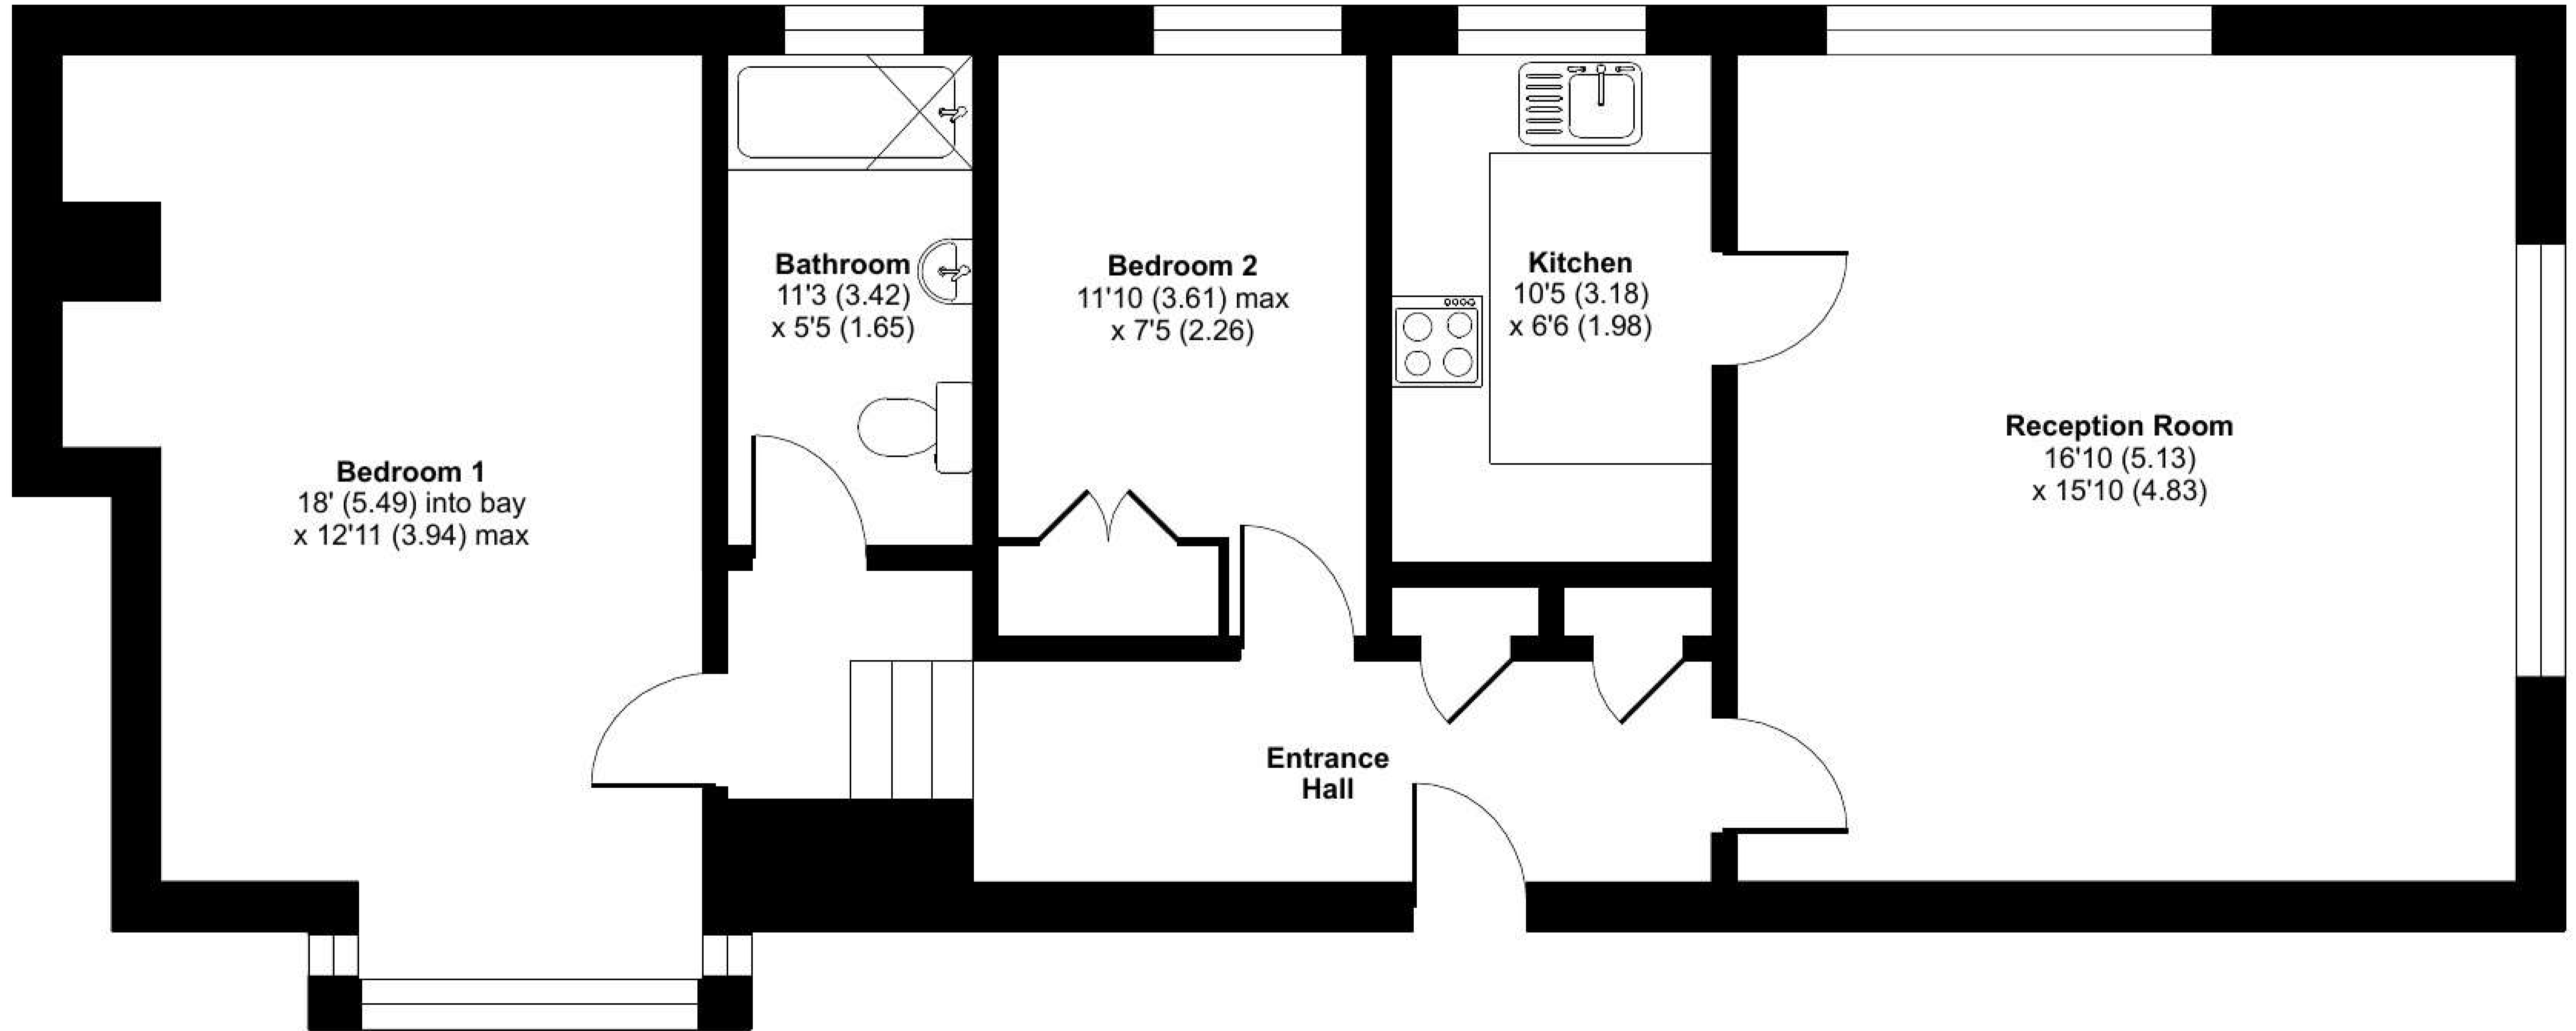 Bathroom
11'3 (3.42)
x 5'5 (1.65)
Bedroom 2
11'10 (3.61) max
x 7'5 (2.26)
Kitchen
10'5 (3.18)
x 6'6 (1.98)
Reception Room
16'10 (5.13)
x 15'10 (4.83)
Bedroom 1
18' (5.49) into bay
x 12'11 (3.94) max
Entrance
Hall